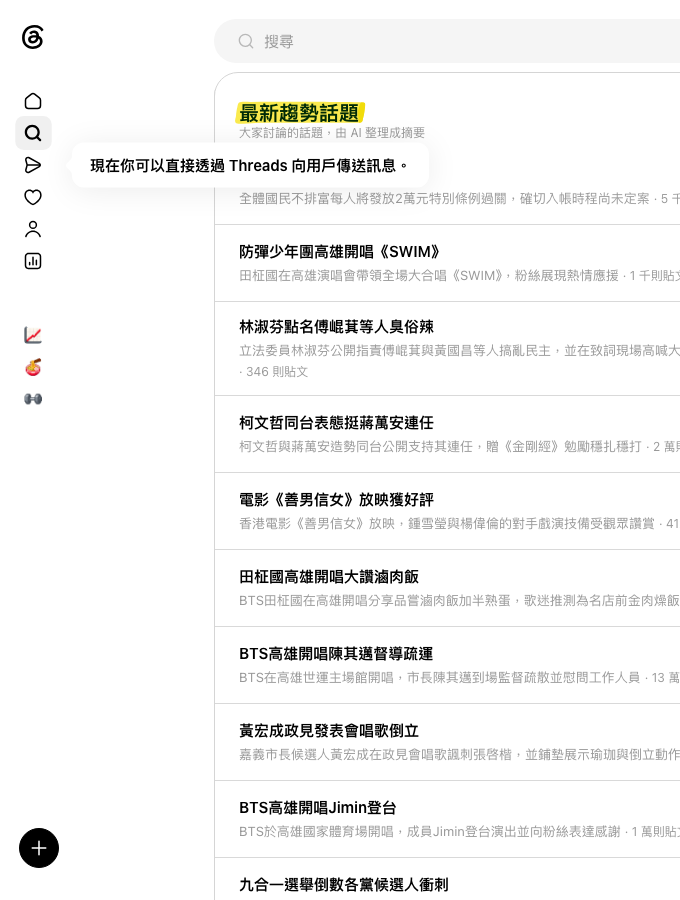 搜尋
最新趨勢話題
大家討論的話題，由 AI 整理成摘要
現在你可以直接透過 Threads 向用戶傳送訊息。
全體國民不排富每人將發放2萬元特別條例過關，確切入帳時程尚未定案 · 5 千
防彈少年團高雄開唱《SWIM》
田柾國在高雄演唱會帶領全場大合唱《SWIM》，粉絲展現熱情應援 · 1 千則貼文
林淑芬點名傅崐萁等人臭俗辣
立法委員林淑芬公開指責傅崐萁與黃國昌等人搞亂民主，並在致詞現場高喊大
· 346 則貼文
柯文哲同台表態挺蔣萬安連任
柯文哲與蔣萬安造勢同台公開支持其連任，贈《金剛經》勉勵穩扎穩打 · 2 萬則
電影《善男信女》放映獲好評
香港電影《善男信女》放映，鍾雪瑩與楊偉倫的對手戲演技備受觀眾讚賞 · 41
田柾國高雄開唱大讚滷肉飯
BTS田柾國在高雄開唱分享品嘗滷肉飯加半熟蛋，歌迷推測為名店前金肉燥飯
BTS高雄開唱陳其邁督導疏運
BTS在高雄世運主場館開唱，市長陳其邁到場監督疏散並慰問工作人員 · 13 萬
黃宏成政見發表會唱歌倒立
嘉義市長候選人黃宏成在政見會唱歌諷刺張啓楷，並鋪墊展示瑜珈與倒立動作
BTS高雄開唱Jimin登台
BTS於高雄國家體育場開唱，成員Jimin登台演出並向粉絲表達感謝 · 1 萬則貼文
九合一選舉倒數各黨候選人衝刺